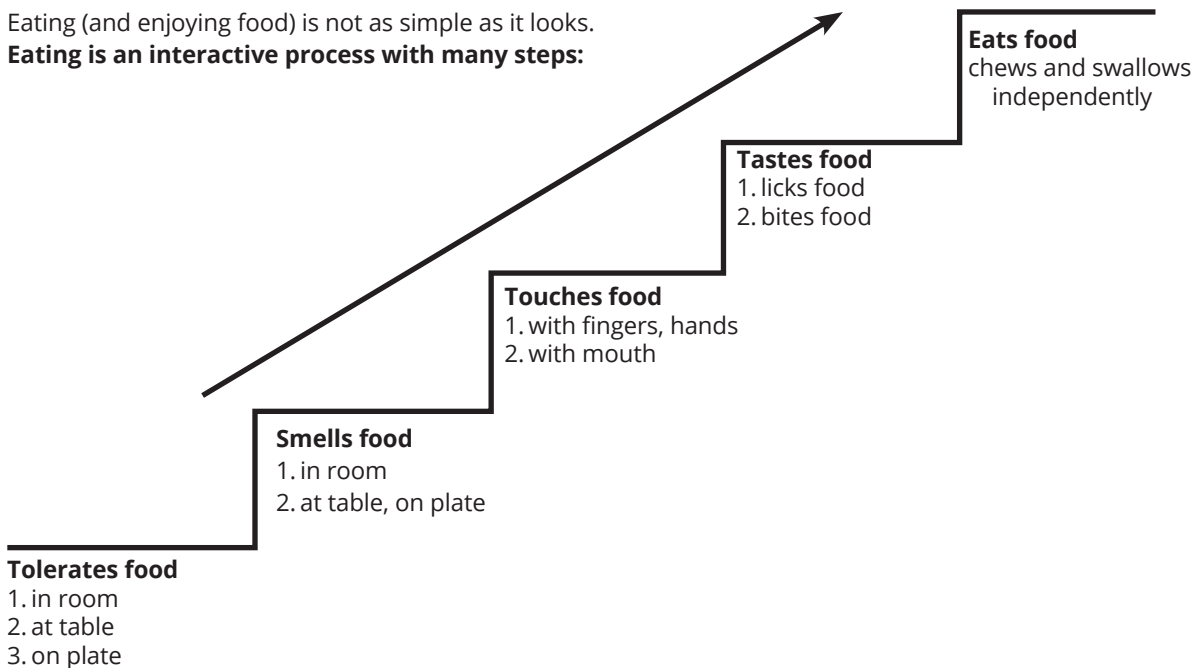 Eating (and enjoying food) is not as simple as it looks.
Eating is an interactive process with many steps:
Eats food
chews and swallows
independently
Tastes food
1. licks food
2. bites food
Touches food
1. with fingers, hands
2. with mouth
Smells food
1. in room
2. at table, on plate
Tolerates food
1. in room
2. at table
3. on plate